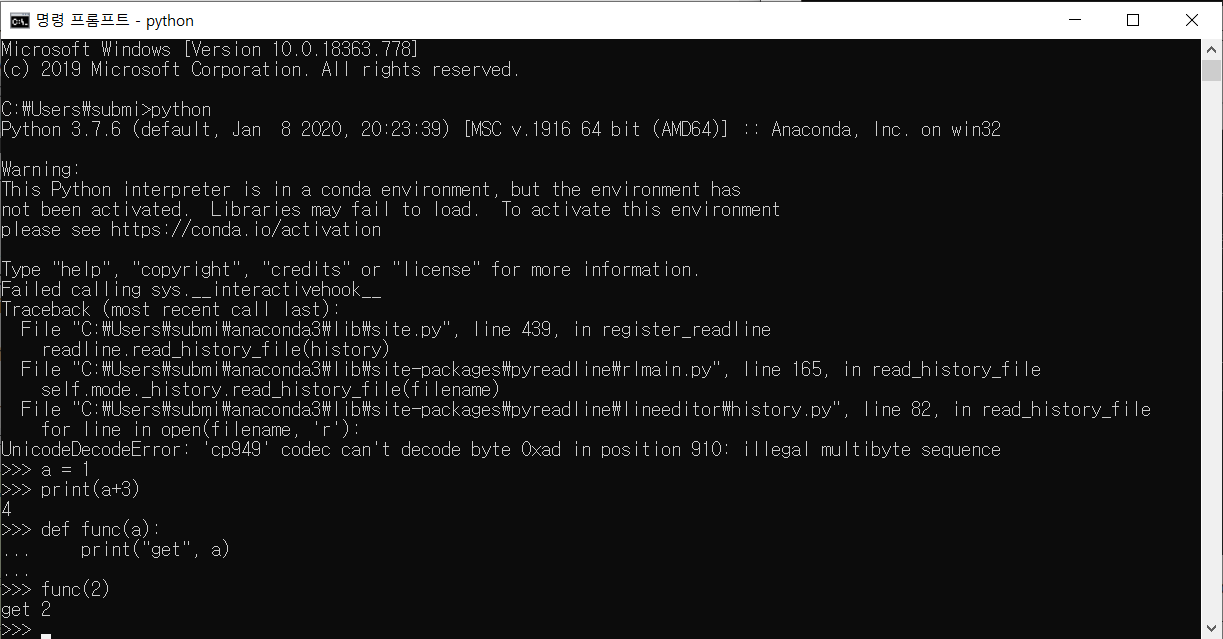 명령 프롬프트 - python
Microsoft Windows [Version 10.0.18363.778]
(c) 2019 Microsoft Corporation. All rights reserved.
C:₩Users₩submi>python
Python 3.7.6 (default, Jan  8 2020, 20:23:39) [MSC v.1916 64 bit (AMD64)] :: Anaconda, Inc. on win32
Warning:
This Python interpreter is in a conda environment, but the environment has
not been activated.  Libraries may fail to load.  To activate this environment
please see https://conda.io/activation
Type "help", "copyright", "credits" or "license" for more information.
Failed calling sys.__interactivehook__
Traceback (most recent call last):
  File "C:₩Users₩submi₩anaconda3₩lib₩site.py", line 439, in register_readline
    readline.read_history_file(history)
  File "C:₩Users₩submi₩anaconda3₩lib₩site-packages₩pyreadline₩rlmain.py", line 165, in read_history_file
    self.mode._history.read_history_file(filename)
  File "C:₩Users₩submi₩anaconda3₩lib₩site-packages₩pyreadline₩lineeditor₩history.py", line 82, in read_history_file
    for line in open(filename, 'r'):
UnicodeDecodeError: 'cp949' codec can't decode byte 0xad in position 910: illegal multibyte sequence
>>> a = 1
>>> print(a+3)
4
>>> def func(a):
...     print("get", a)
...
>>> func(2)
get 2
>>>